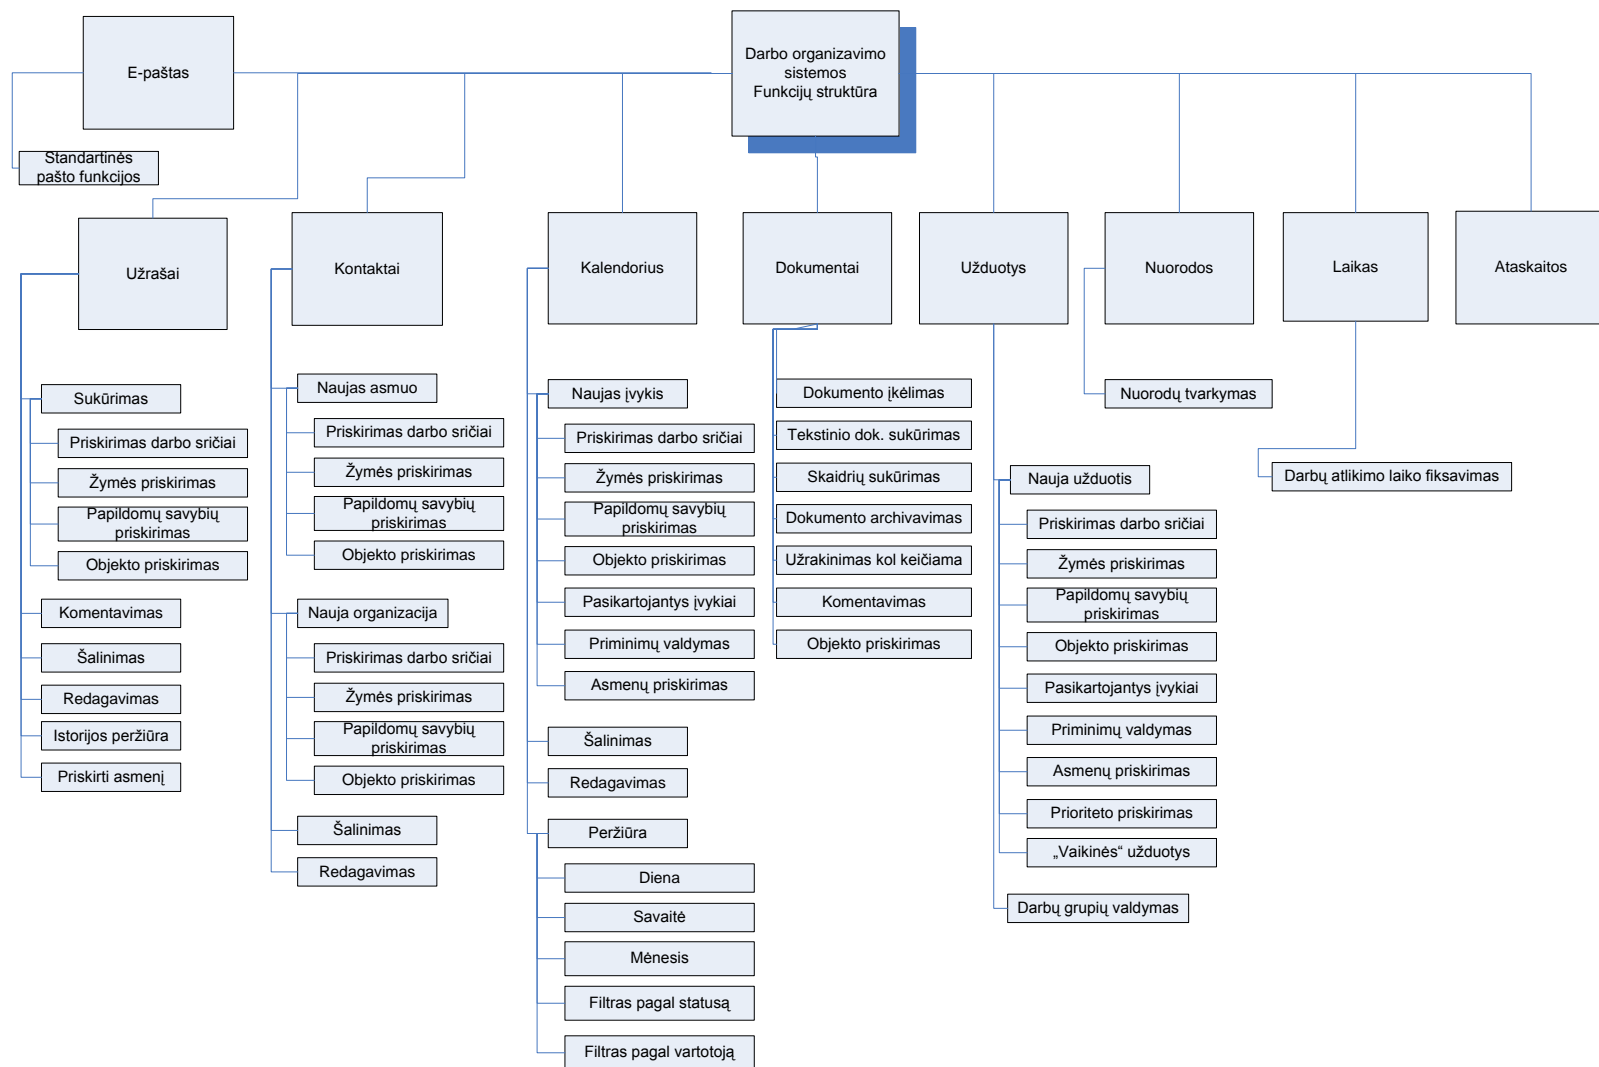 E-paštas
Darbo organizavimo
sistemos
Funkcijų struktūra
Standartinės
pašto funkcijos
Užrašai
Sukūrimas
Priskirimas darbo sričiai
Žymės priskirimas
Papildomų savybių
priskirimas
Objekto priskirimas
Komentavimas
Šalinimas
Redagavimas
Istorijos peržiūra
Priskirti asmenį
Kontaktai
Naujas asmuo
Priskirimas darbo sričiai
Žymės priskirimas
Papildomų savybių
priskirimas
Objekto priskirimas
Nauja organizacija
Priskirimas darbo sričiai
Žymės priskirimas
Papildomų savybių
priskirimas
Objekto priskirimas
Šalinimas
Redagavimas
Kalendorius
Naujas įvykis
Priskirimas darbo sričiai
Žymės priskirimas
Papildomų savybių
priskirimas
Objekto priskirimas
Pasikartojantys įvykiai
Priminimų valdymas
Asmenų priskirimas
Šalinimas
Redagavimas
Peržiūra
Diena
Savaitė
Mėnesis
Filtras pagal statusą
Filtras pagal vartotoją
Dokumentai
Dokumento įkėlimas
Tekstinio dok. sukūrimas
Skaidrių sukūrimas
Dokumento archivavimas
Užrakinimas kol keičiama
Komentavimas
Objekto priskirimas
Užduotys
Nauja užduotis
Priskirimas darbo sričiai
Žymės priskirimas
Papildomų savybių
priskirimas
Objekto priskirimas
Pasikartojantys įvykiai
Priminimų valdymas
Asmenų priskirimas
Prioriteto priskirimas
„Vaikinės“ užduotys
Darbų grupių valdymas
Nuorodos
Nuorodų tvarkymas
Laikas
Darbų atlikimo laiko fiksavimas
Ataskaitos